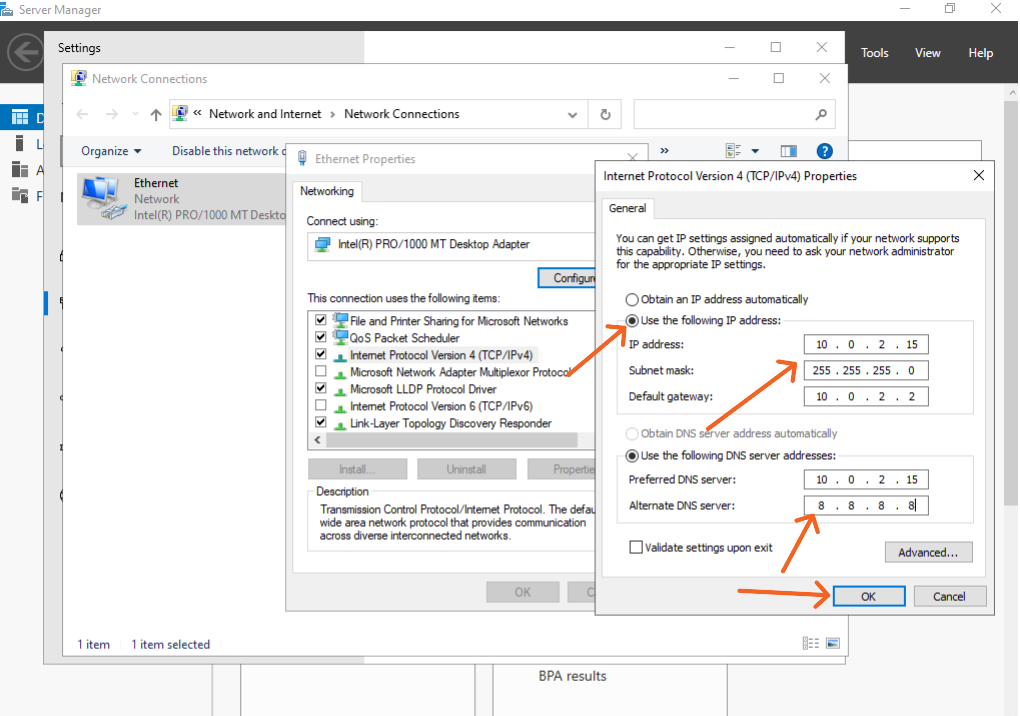 Server Manager
Tools View Help
Settings
Network Connections
« Network and Internet › Network Connections
Organize Disable this network »
Ethernet
Network
Intel(R) PRO/1000 MT Deskto
1 item 1 item selected
Ethernet Properties
Networking
Connect using:
Intel(R) PRO/1000 MT Desktop Adapter
Configure
This connection uses the following items:
File and Printer Sharing for Microsoft Networks
QoS Packet Scheduler
Internet Protocol Version 4 (TCP/IPv4)
Microsoft Network Adapter Multiplexor Protocol
Microsoft LLDP Protocol Driver
Internet Protocol Version 6 (TCP/IPv6)
Link-Layer Topology Discovery Responder
Install... Uninstall Propertie
Description
Transmission Control Protocol/Internet Protocol. The defau
wide area network protocol that provides communication
across diverse interconnected networks.
OK C
Internet Protocol Version 4 (TCP/IPv4) Properties
General
You can get IP settings assigned automatically if your network supports
this capability. Otherwise, you need to ask your network administrator
for the appropriate IP settings.
Obtain an IP address automatically
Use the following IP address:
IP address: 10 . 0 . 2 . 15
Subnet mask: 255 . 255 . 255 . 0
Default gateway: 10 . 0 . 2 . 2
Obtain DNS server address automatically
Use the following DNS server addresses:
Preferred DNS server: 10 . 0 . 2 . 15
Alternate DNS server: 8 . 8 . 8 . 8
Validate settings upon exit
Advanced...
OK Cancel
BPA results